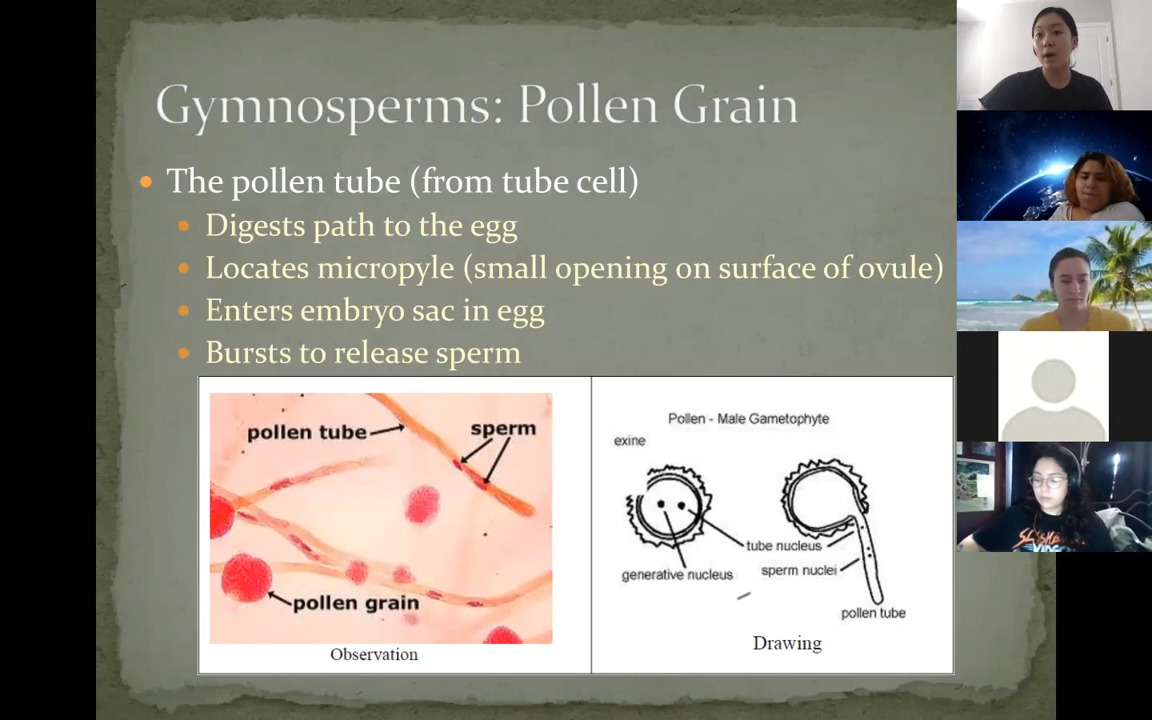 Gymnosperms: Pollen Grain
The pollen tube (from tube cell)
Digests path to the egg
Locates micropyle (small opening on surface of ovule)
Enters embryo sac in egg
Bursts to release sperm
pollen tube
sperm
pollen grain
Observation
Pollen - Male Gametophyte
exine
tube nucleus
generative nucleus
sperm nuclei
pollen tube
Drawing